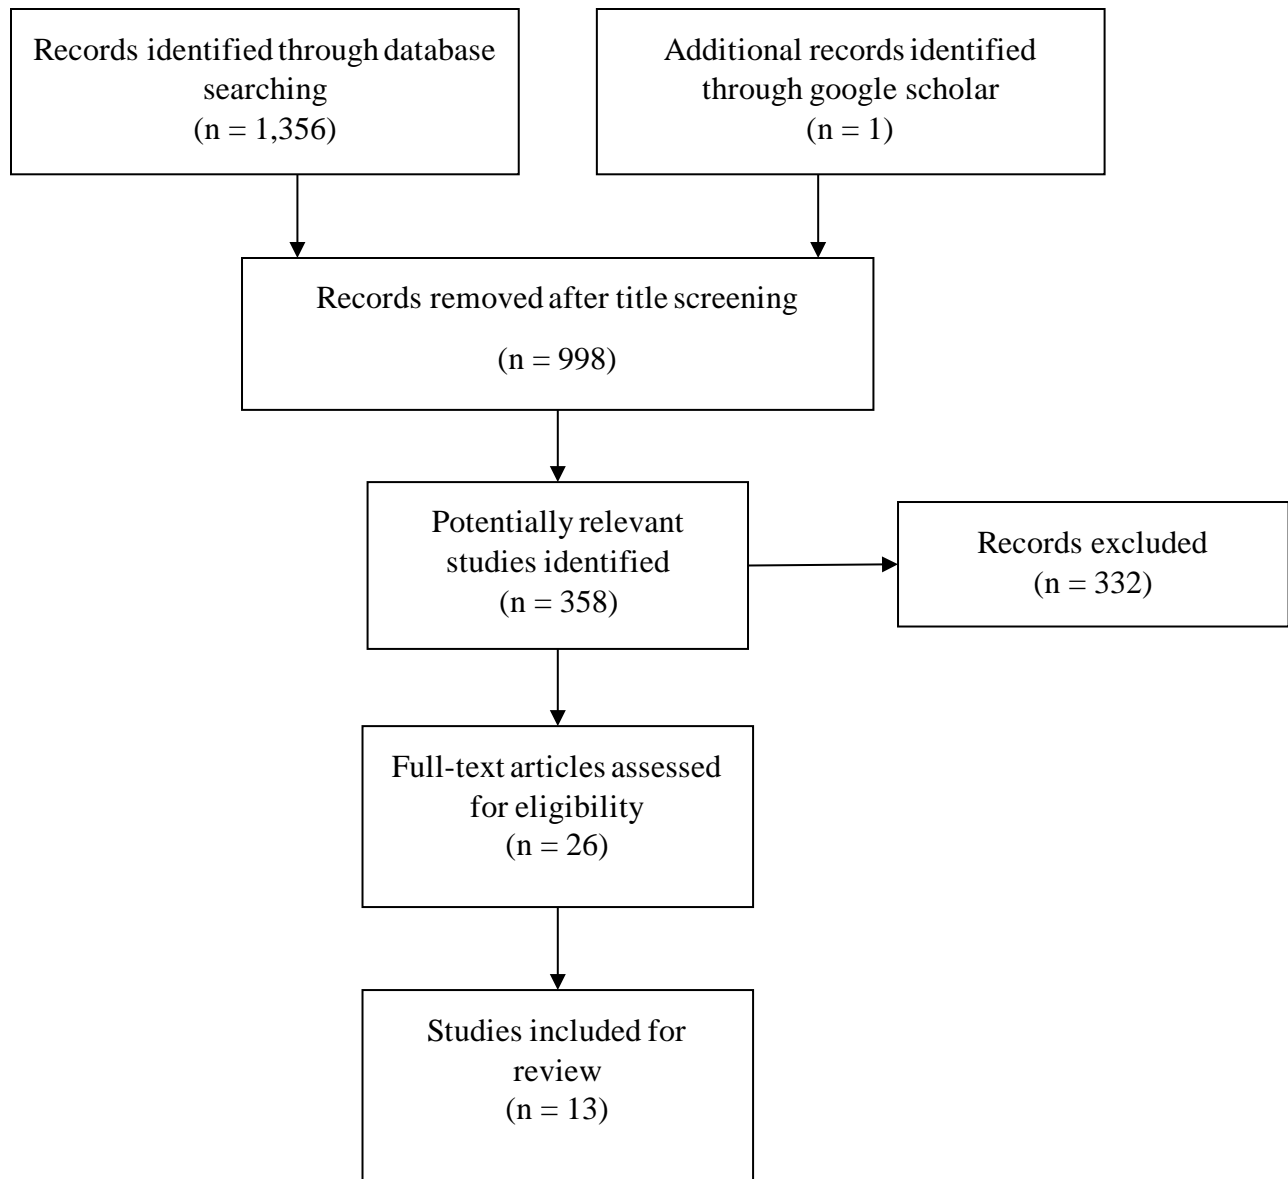 Records identified through database
searching
(n = 1,356)
Additional records identified
through google scholar
(n = 1)
Records removed after title screening
(n = 998)
Potentially relevant
studies identified
(n = 358)
Records excluded
(n = 332)
Full-text articles assessed
for eligibility
(n = 26)
Studies included for
review
(n = 13)